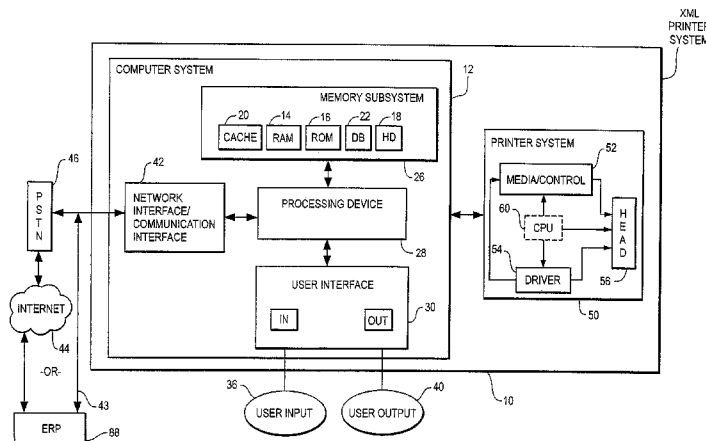 XML
PRINTER
SYSTEM
COMPUTER SYSTEM
12
MEMORY SUBSYSTEM
20
14
16
22
18
CACHE
RAM
ROM
DB
HD
26
PRINTER SYSTEM
52
MEDIA/CONTROL
46
PSTN
42
NETWORK
INTERFACE/
COMMUNICATION
INTERFACE
PROCESSING DEVICE
28
60
CPU
HEAD
54
DRIVER
56
50
USER INTERFACE
30
IN
OUT
INTERNET
44
-OR-
43
36
USER INPUT
40
USER OUTPUT
10
ERP
88